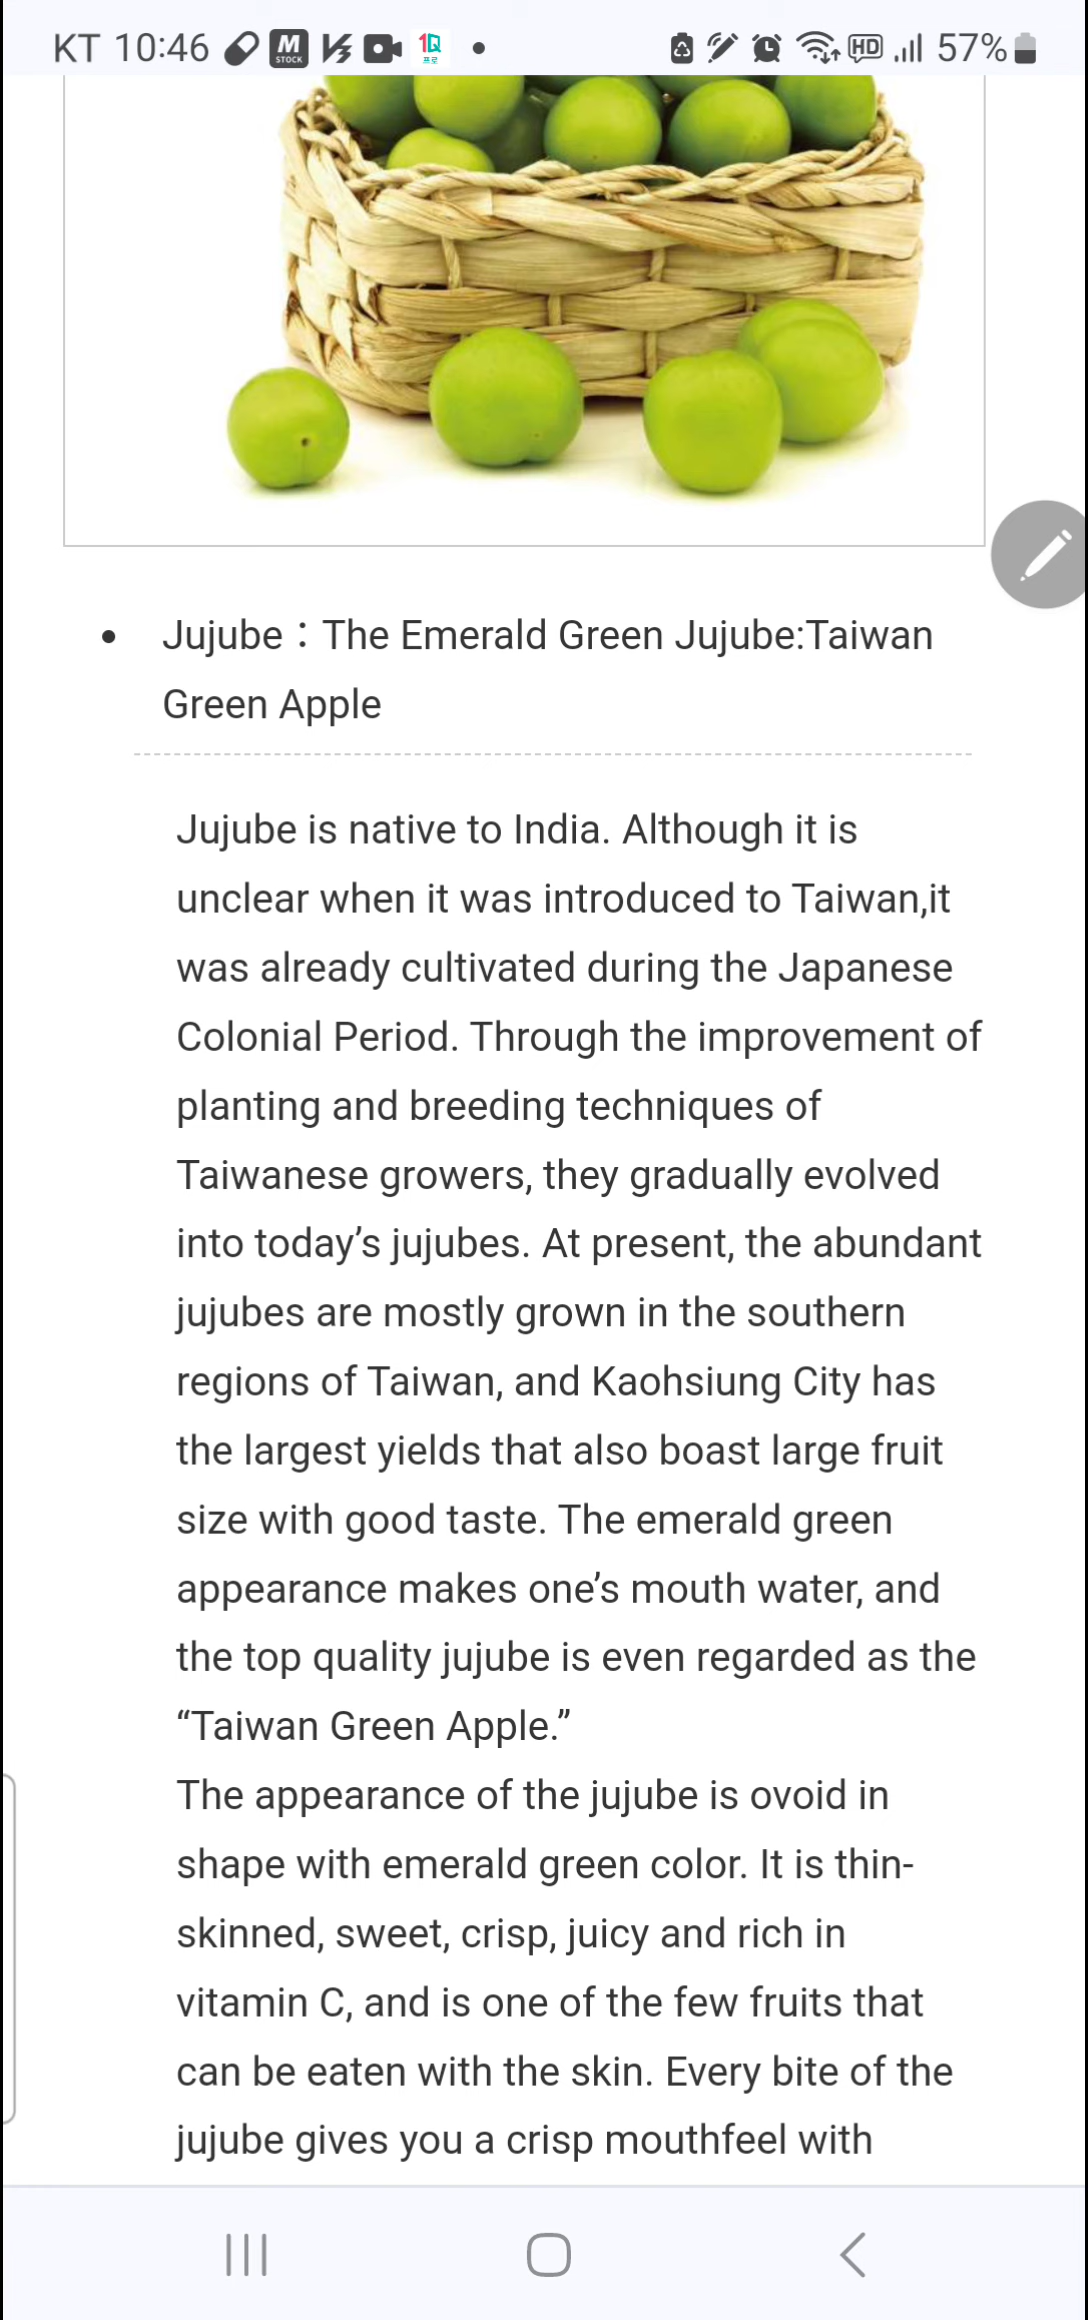 KT 10:46
M
STOCK
1Q
프로
HD
57%
Jujube：The Emerald Green Jujube:Taiwan
Green Apple
Jujube is native to India. Although it is
unclear when it was introduced to Taiwan,it
was already cultivated during the Japanese
Colonial Period. Through the improvement of
planting and breeding techniques of
Taiwanese growers, they gradually evolved
into today’s jujubes. At present, the abundant
jujubes are mostly grown in the southern
regions of Taiwan, and Kaohsiung City has
the largest yields that also boast large fruit
size with good taste. The emerald green
appearance makes one’s mouth water, and
the top quality jujube is even regarded as the
“Taiwan Green Apple.”
The appearance of the jujube is ovoid in
shape with emerald green color. It is thin-
skinned, sweet, crisp, juicy and rich in
vitamin C, and is one of the few fruits that
can be eaten with the skin. Every bite of the
jujube gives you a crisp mouthfeel with